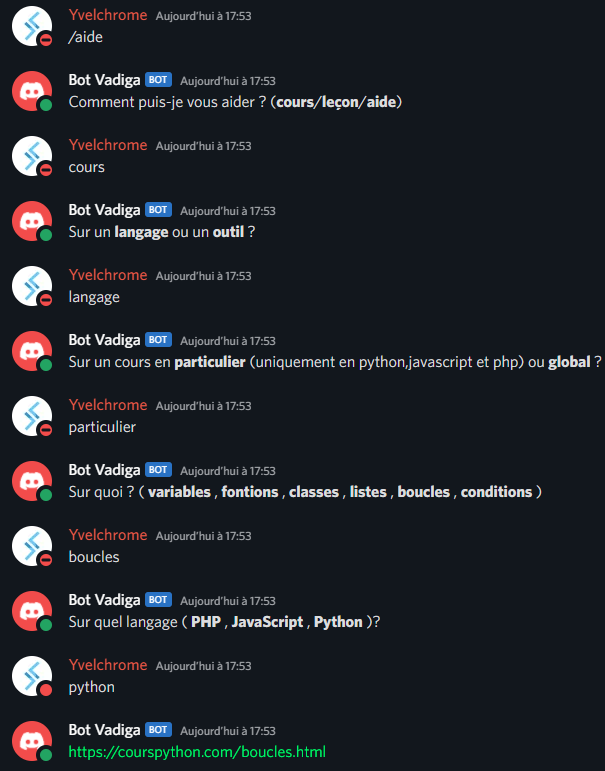 Yvelchrome Aujourd'hui à 17:53
/aide
Bot Vadiga BOT Aujourd'hui à 17:53
Comment puis-je vous aider ? (cours/leçon/aide)
Yvelchrome Aujourd'hui à 17:53
cours
Bot Vadiga BOT Aujourd'hui à 17:53
Sur un langage ou un outil ?
Yvelchrome Aujourd'hui à 17:53
langage
Bot Vadiga BOT Aujourd'hui à 17:53
Sur un cours en particulier (uniquement en python,javascript et php) ou global ?
Yvelchrome Aujourd'hui à 17:53
particulier
Bot Vadiga BOT Aujourd'hui à 17:53
Sur quoi ? ( variables , fontions , classes , listes , boucles , conditions )
Yvelchrome Aujourd'hui à 17:53
boucles
Bot Vadiga BOT Aujourd'hui à 17:53
Sur quel langage ( PHP , JavaScript , Python )?
Yvelchrome Aujourd'hui à 17:53
python
Bot Vadiga BOT Aujourd'hui à 17:53
https://courspython.com/boucles.html